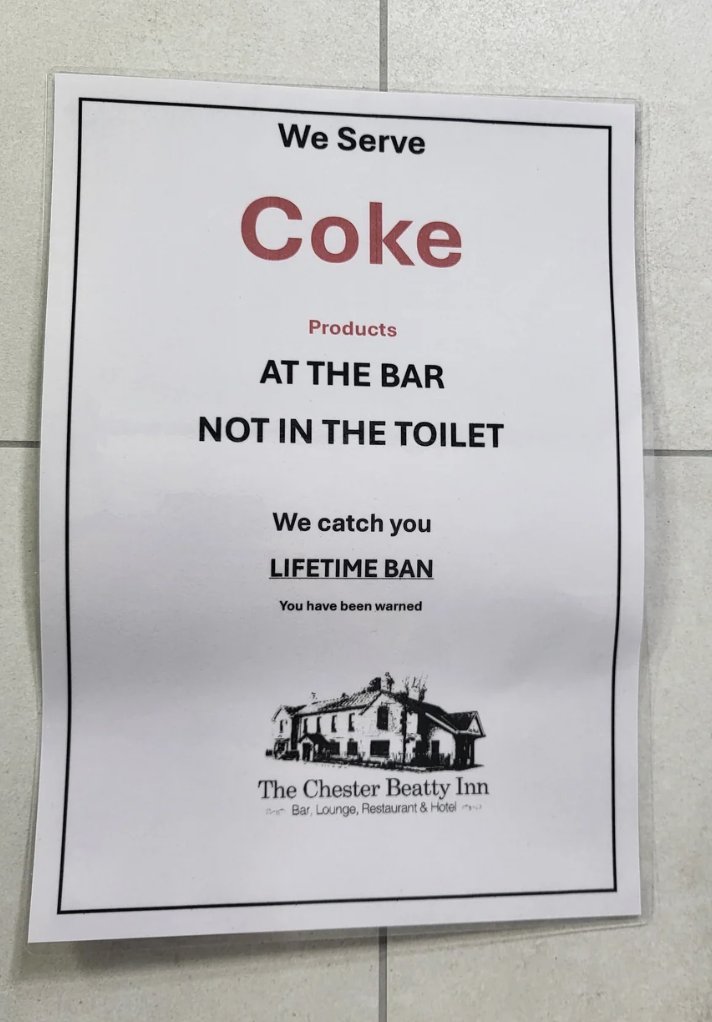 We Serve
Coke
Products
AT THE BAR
NOT IN THE TOILET
We catch you
LIFETIME BAN
You have been warned
The Chester Beatty Inn
Bar, Lounge, Restaurant & Hotel